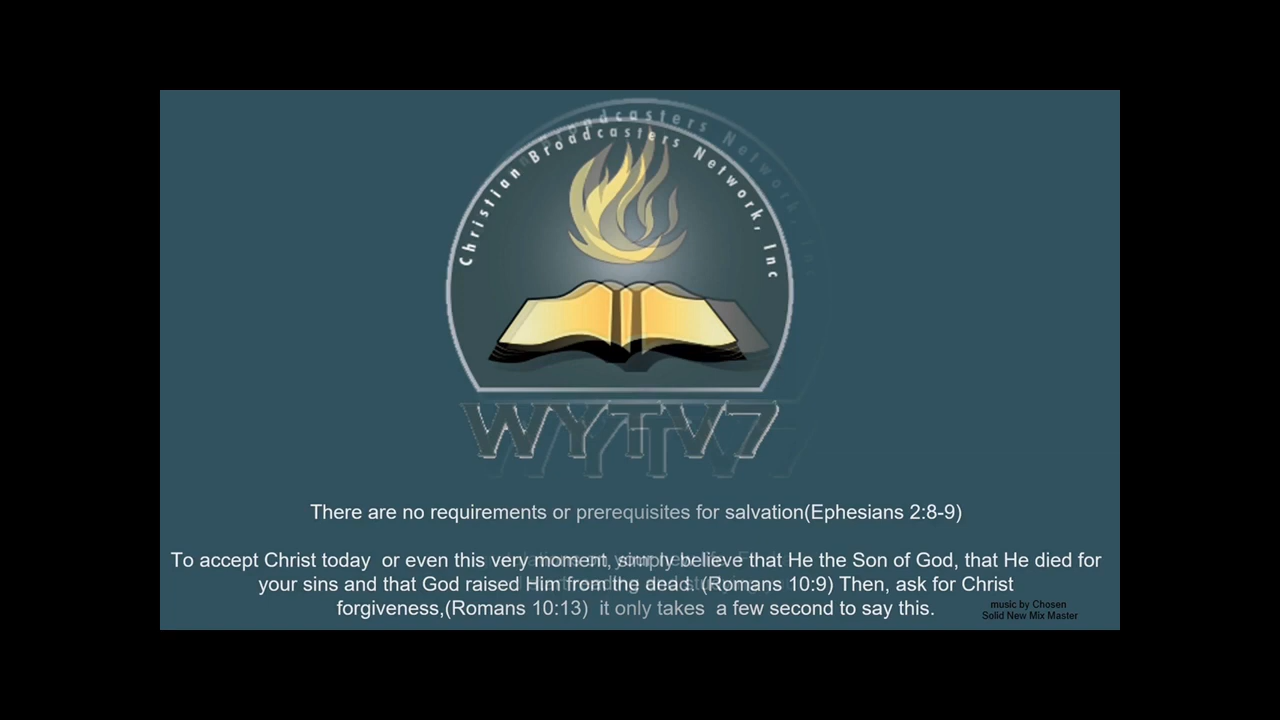 Christian Broadcasters Network, Inc
WYTV7
There are no requirements or prerequisites for salvation(Ephesians 2:8-9)
To accept Christ today  or even this very moment, simply believe that He the Son of God, that He died for
your sins and that God raised Him from the dead. (Romans 10:9) Then, ask for Christ
forgiveness,(Romans 10:13)  it only takes  a few second to say this.
music by Chosen
Solid New Mix Master